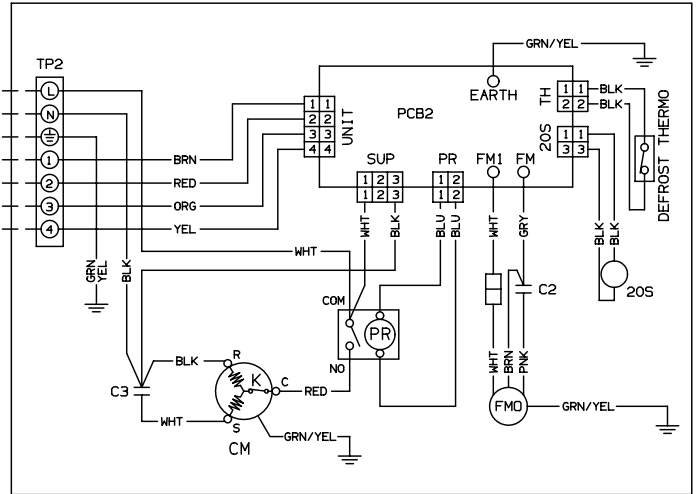 GRN/YEL
TP2
L
N
1
2
3
4
BRN
RED
ORG
YEL
GRN
YEL
BLK
UNIT
1 1
2 2
3 3
4 4
PCB2
EARTH
TH
1 1
2 2
BLK
BLK
20S
1 1
3 3
DEFROST THERMO
SUP
1 2 3
1 2 3
PR
1 2
1 2
FM1
FM
WHT
BLK
BLU
BLU
WHT
GRY
BLK
BLK
20S
WHT
COM
NO
PR
C2
WHT
BRN
PNK
FMO
GRN/YEL
C3
BLK
WHT
R
K
C
S
RED
CM
GRN/YEL